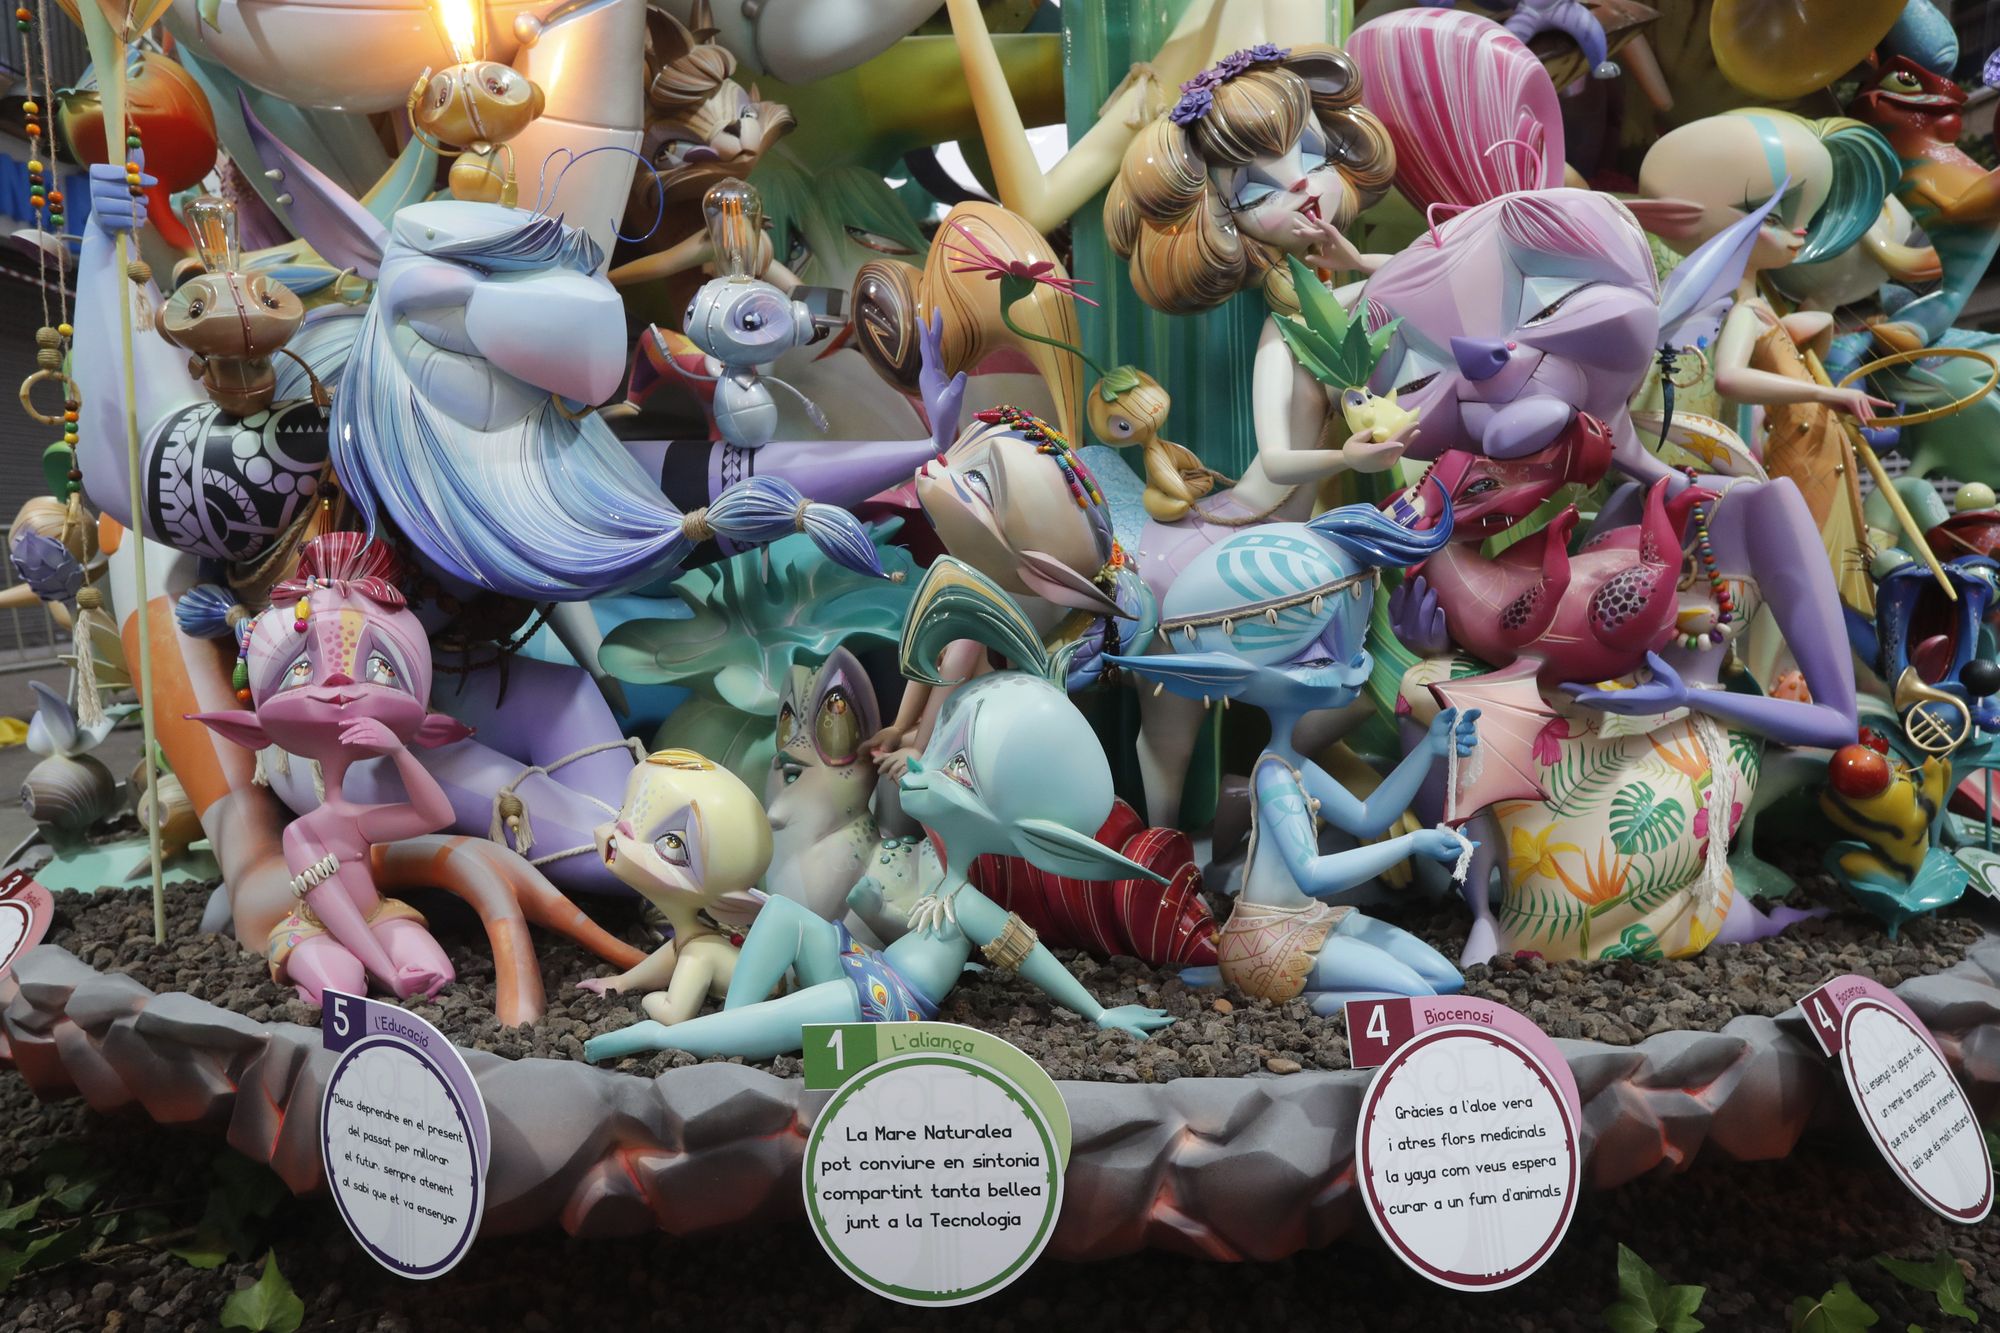 5 l'Educació
Deus deprendre en el present
del passat per millorar
el futur, sempre atenent
al sabi que et va ensenyar
1 L'aliança
La Mare Naturalea
pot conviure en sintonia
compartint tanta bellea
junt a la Tecnologia
4 Biocenosi
Gràcies a l'aloe vera
i atres flors medicinals
la yaya com veus espera
curar a un fum d'animals
4 Biocenosi
Li ensenya la yaya al net
un remei tan ancestral
que no es troba en internet
i això que és molt natural
3